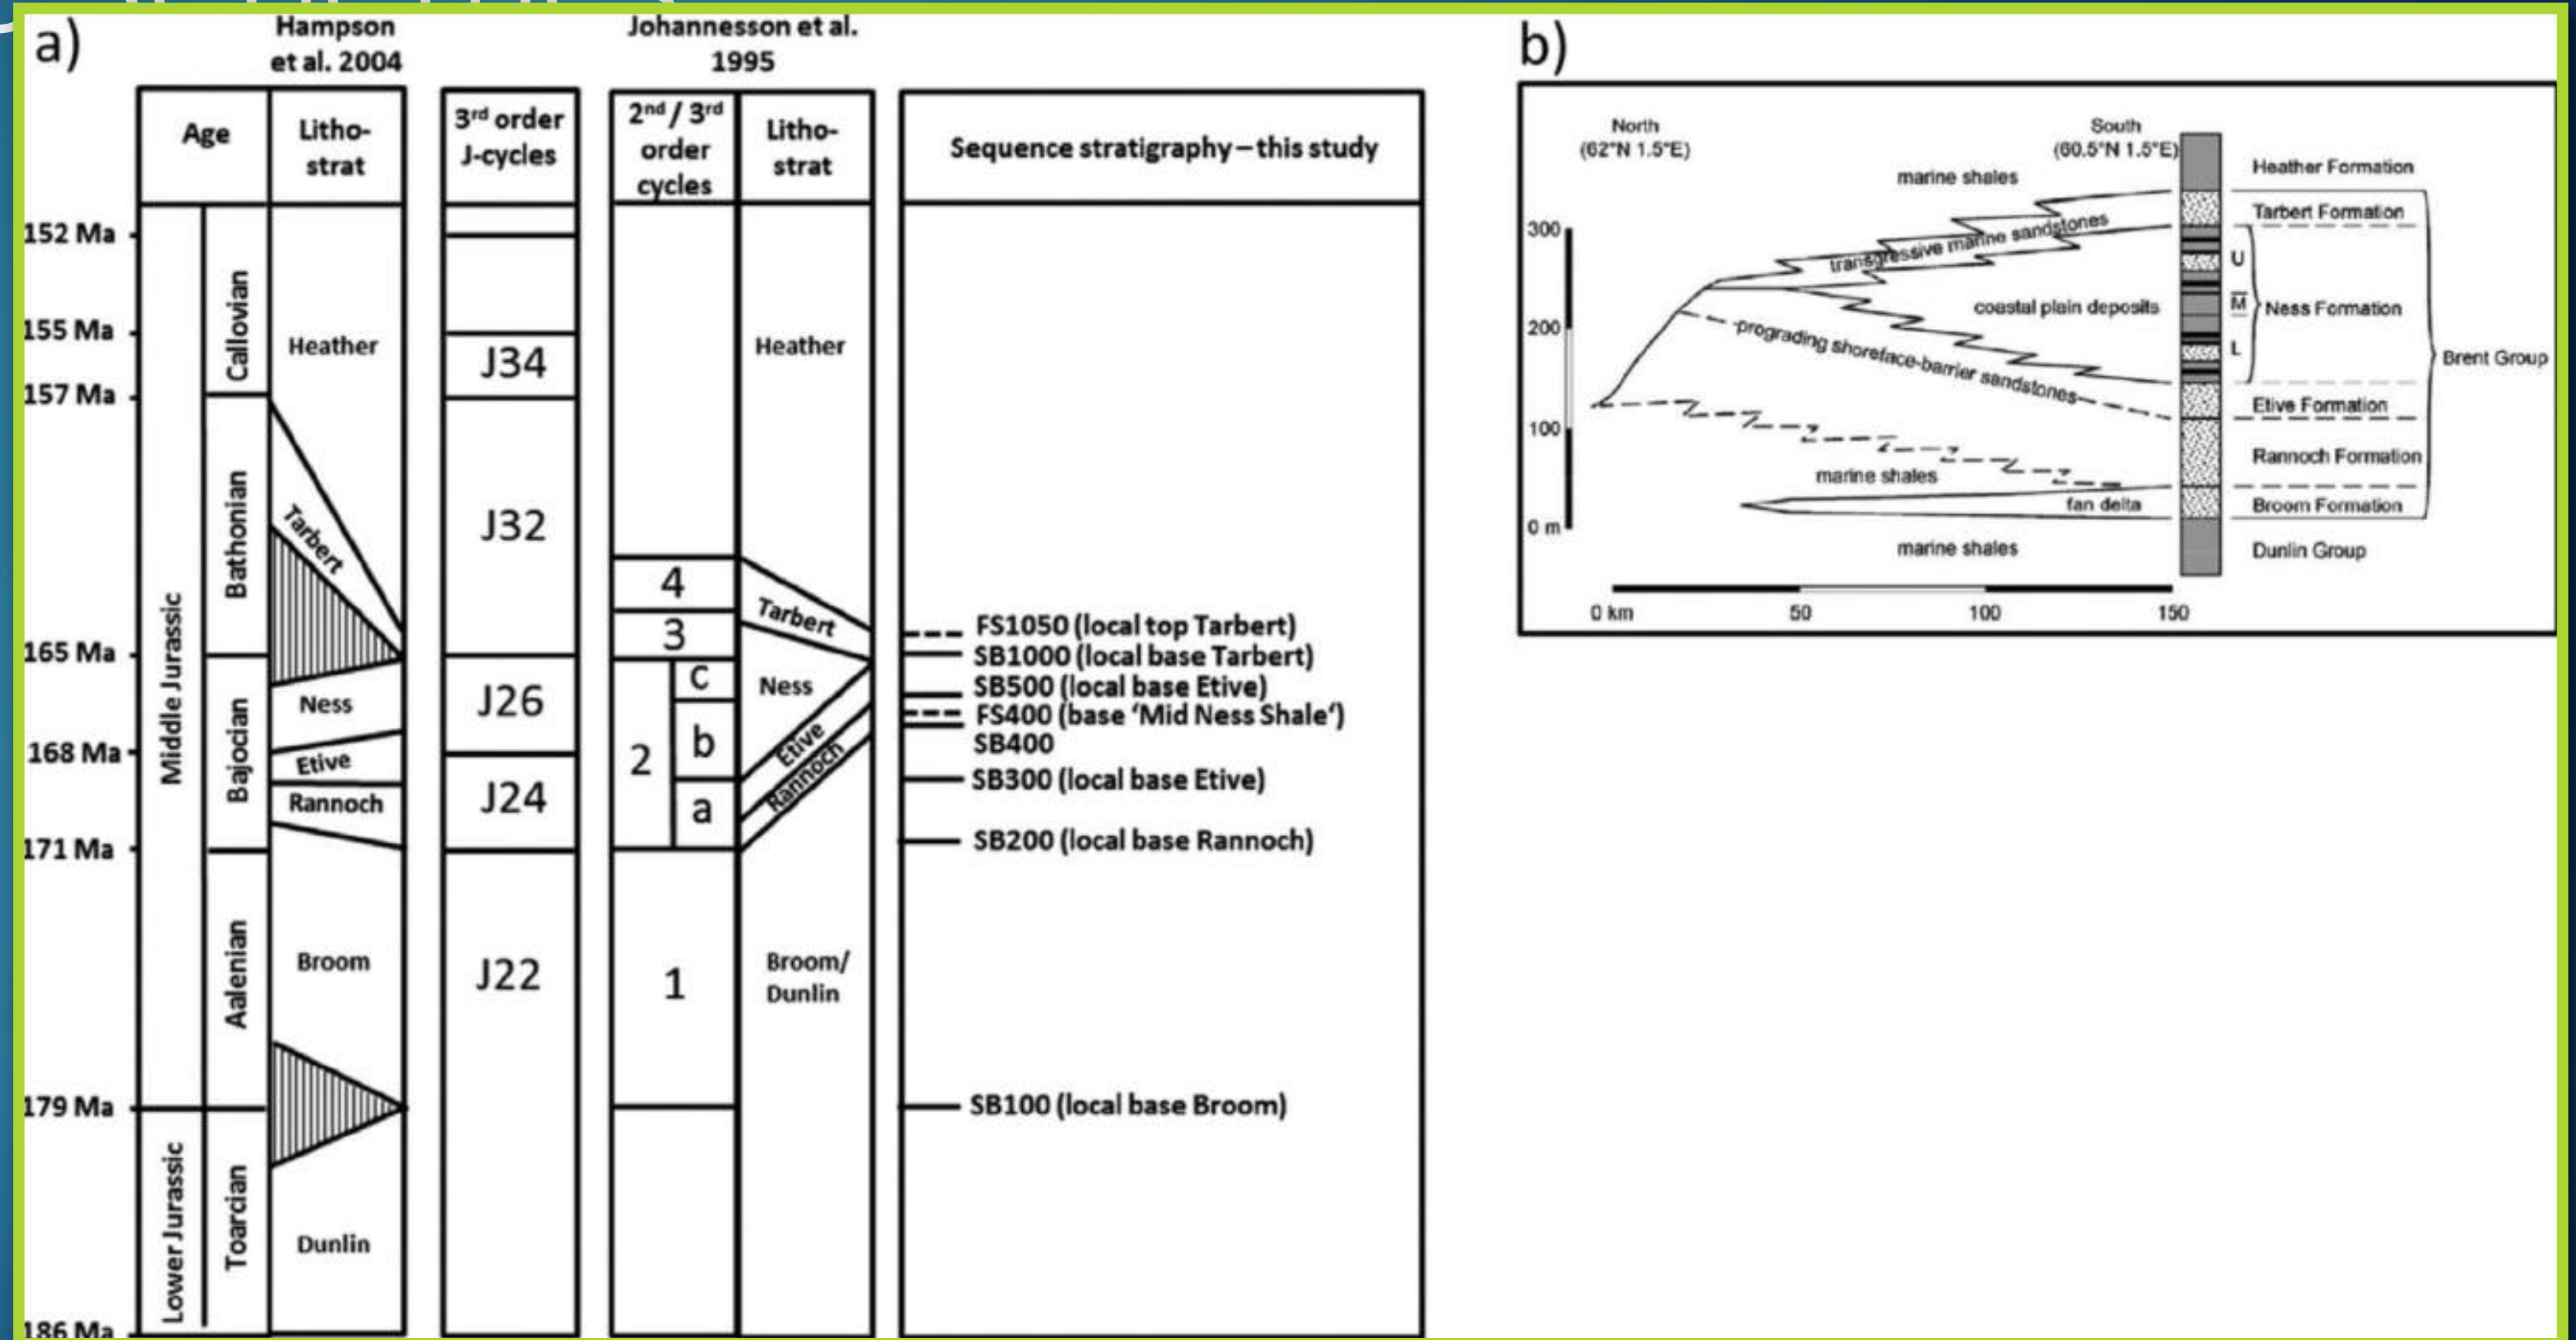 a)
Hampson
et al. 2004
Johannesson et al.
1995
Age
Litho-
strat
3rd order
J-cycles
2nd / 3rd
order
cycles
Litho-
strat
Sequence stratigraphy – this study
152 Ma
155 Ma
157 Ma
165 Ma
168 Ma
171 Ma
179 Ma
186 Ma
Middle Jurassic
Lower Jurassic
Callovian
Bathonian
Bajocian
Aalenian
Toarcian
Heather
Tarbert
Ness
Etive
Rannoch
Broom
Dunlin
J34
J32
J26
J24
J22
4
3
2
c
b
a
1
Heather
Tarbert
Ness
Etive
Rannoch
Broom/
Dunlin
FS1050 (local top Tarbert)
SB1000 (local base Tarbert)
SB500 (local base Etive)
FS400 (base ‘Mid Ness Shale‘)
SB400
SB300 (local base Etive)
SB200 (local base Rannoch)
SB100 (local base Broom)
b)
North
(62°N 1.5°E)
South
(60.5°N 1.5°E)
marine shales
transgressive marine sandstones
coastal plain deposits
prograding shoreface-barrier sandstones
marine shales
fan delta
marine shales
300
200
100
0 m
0 km
50
100
150
Heather Formation
Tarbert Formation
U
M
L
Ness Formation
Brent Group
Etive Formation
Rannoch Formation
Broom Formation
Dunlin Group